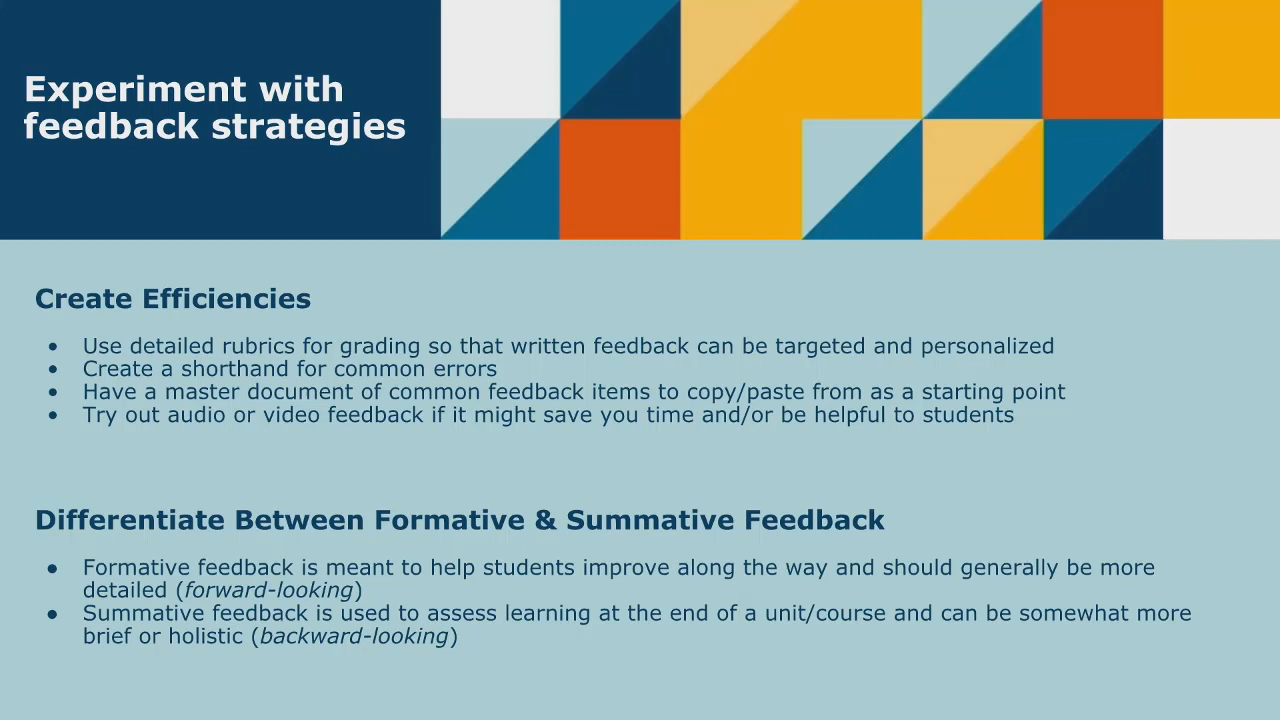 Experiment with
feedback strategies
Create Efficiencies
• Use detailed rubrics for grading so that written feedback can be targeted and personalized
• Create a shorthand for common errors
• Have a master document of common feedback items to copy/paste from as a starting point
• Try out audio or video feedback if it might save you time and/or be helpful to students
Differentiate Between Formative & Summative Feedback
• Formative feedback is meant to help students improve along the way and should generally be more
detailed (forward-looking)
• Summative feedback is used to assess learning at the end of a unit/course and can be somewhat more
brief or holistic (backward-looking)